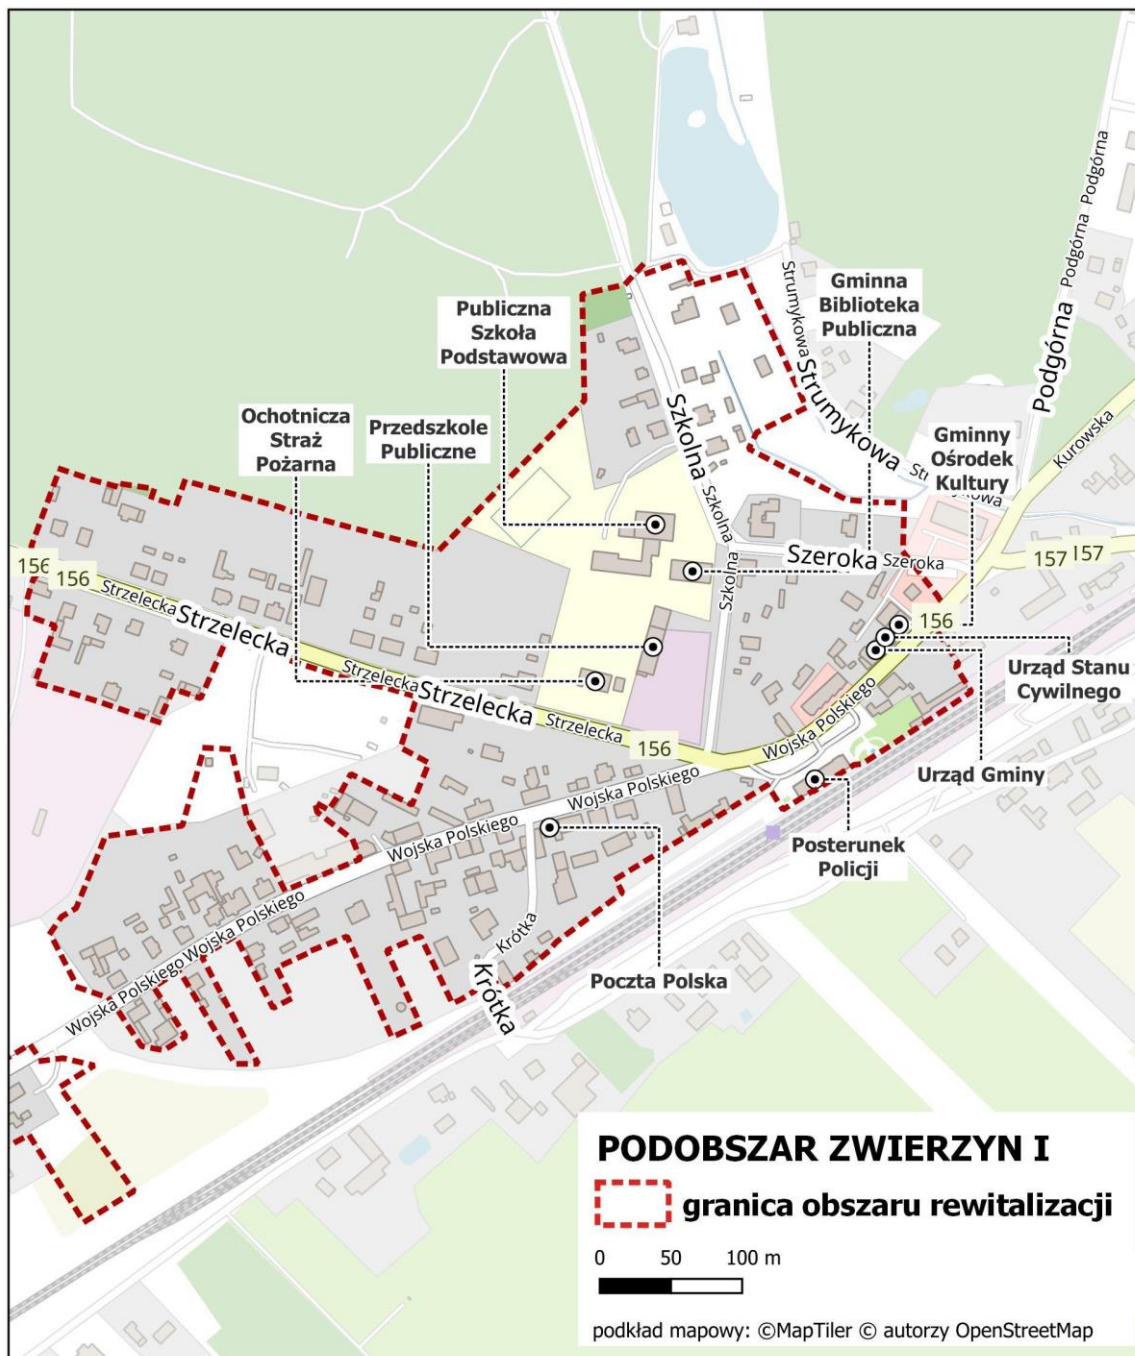 Podgórna
Podgórna
Podgórna
Strumykowa
Gminna
Biblioteka
Publiczna
Publiczna
Szkoła
Podstawowa
Strumykowa
Szkolna
Kurowska
Ochotnicza
Straż
Pożarna
Przedszkole
Publiczne
Gminny
Ośrodek
Kultury
Szkolna
Szeroka
Szeroka
157
157
156
156
Strzelecka
Strzelecka
Szkolna
156
Strzelecka
Strzelecka
Strzelecka
156
Urząd Stanu
Cywilnego
Wojska Polskiego
Urząd Gminy
Wojska Polskiego
Wojska Polskiego
Posterunek
Policji
Wojska Polskiego
Wojska Polskiego
Krótka
Krótka
Poczta Polska
PODOBSZAR ZWIERZYN I
granica obszaru rewitalizacji
0 50 100 m
podkład mapowy: ©MapTiler © autorzy OpenStreetMap